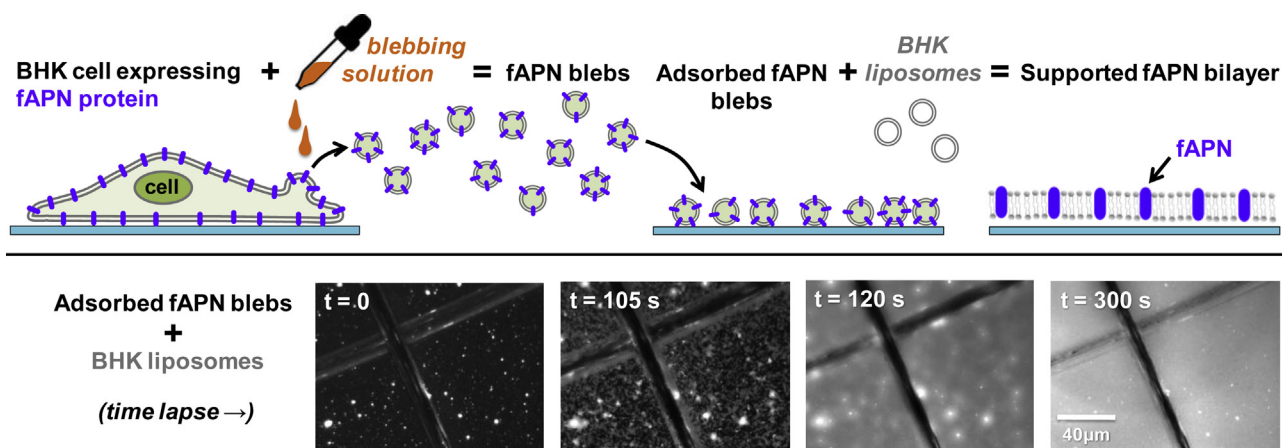 BHK cell expressing
fAPN protein
+
blebbing
solution
=
fAPN blebs
Adsorbed fAPN
blebs
+
BHK
liposomes
=
Supported fAPN bilayer
cell
fAPN
Adsorbed fAPN blebs
+
BHK liposomes
(time lapse →)
t = 0
t = 105 s
t = 120 s
t = 300 s
40μm